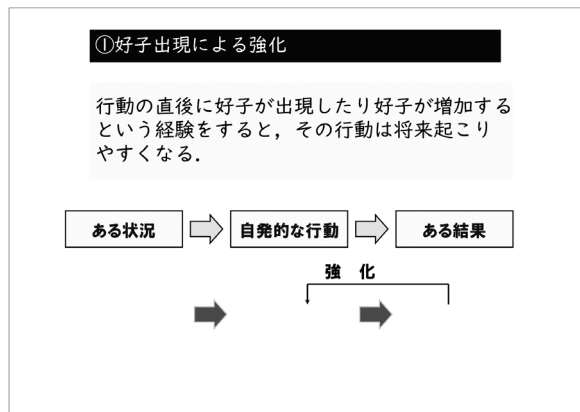 ①好子出現による強化
行動の直後に好子が出現したり好子が増加する
という経験をすると，その行動は将来起こり
やすくなる．
ある状況
自発的な行動
ある結果
強　化